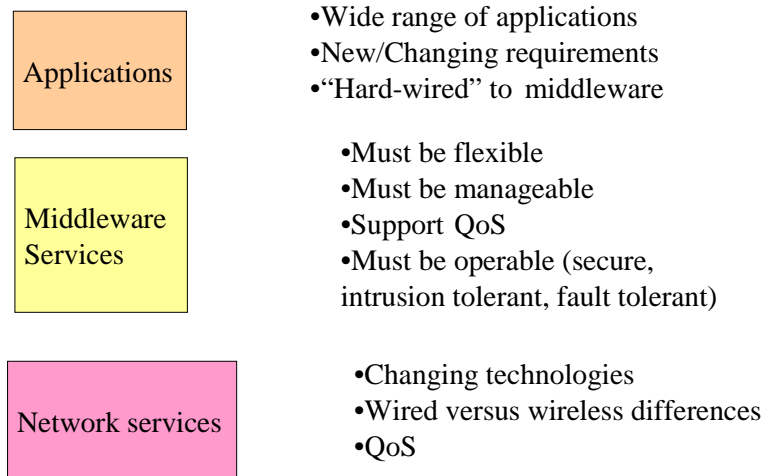 Applications
•Wide range of applications
•New/Changing requirements
•“Hard-wired” to middleware
Middleware
Services
•Must be flexible
•Must be manageable
•Support QoS
•Must be operable (secure,
intrusion tolerant, fault tolerant)
Network services
•Changing technologies
•Wired versus wireless differences
•QoS